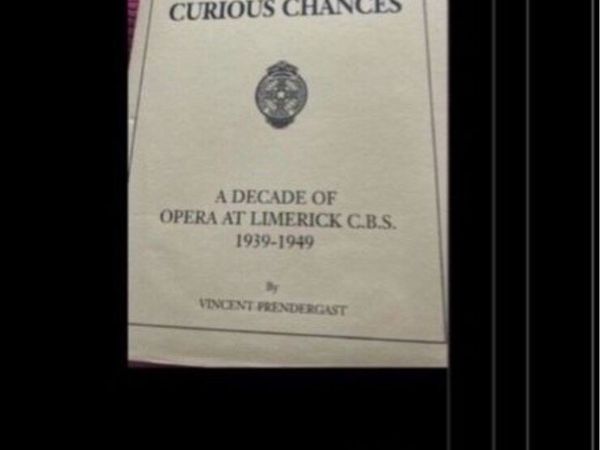 CURIOUS CHANCES
A DECADE OF
OPERA AT LIMERICK C.B.S.
1939-1949
By
VINCENT PRENDERGAST